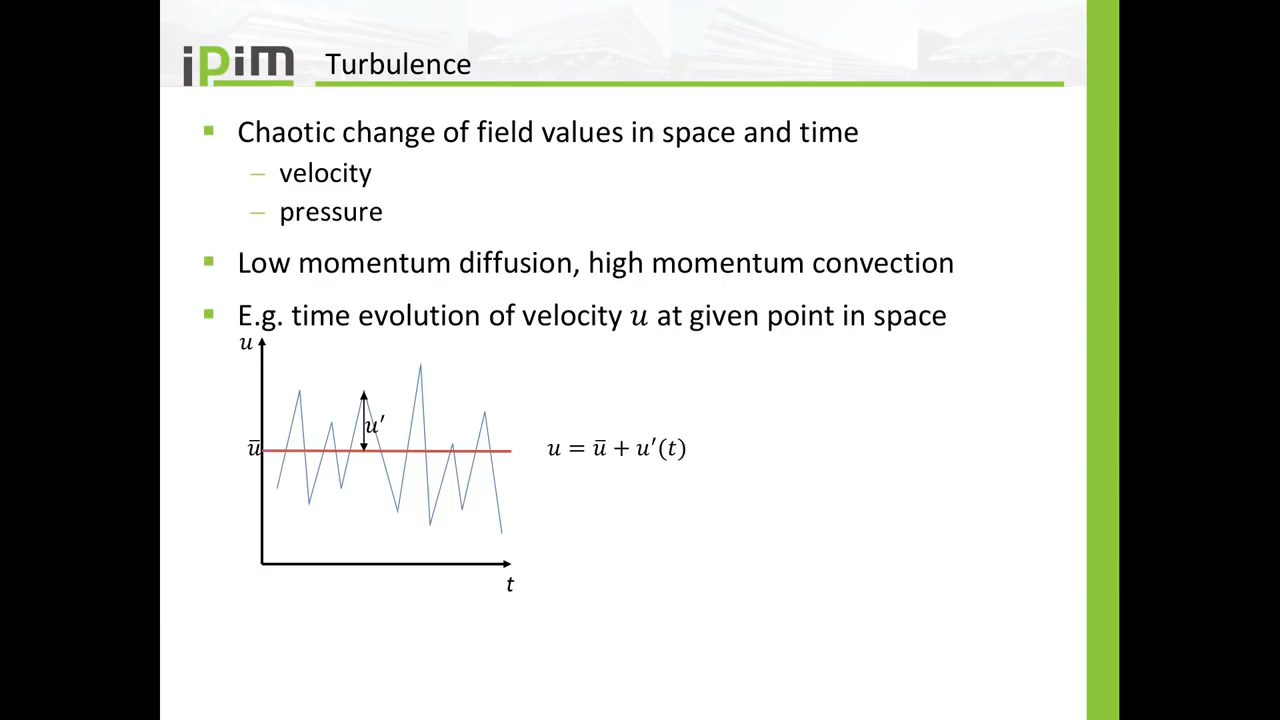 ipim
Turbulence
▪ Chaotic change of field values in space and time
– velocity
– pressure
▪ Low momentum diffusion, high momentum convection
▪ E.g. time evolution of velocity 𝑢 at given point in space
𝑢
𝑢′
𝑢̅
𝑢 = 𝑢̅ + 𝑢′(𝑡)
𝑡